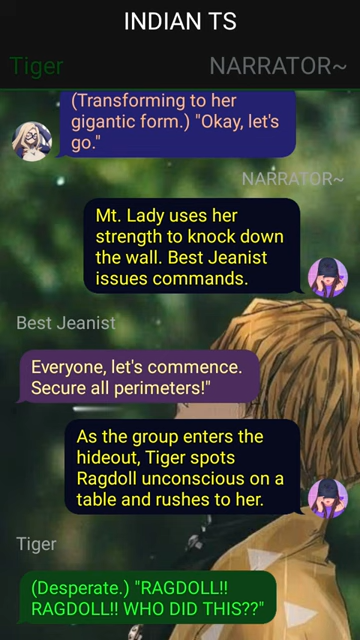 INDIAN TS
Tiger
NARRATOR~
(Transforming to her
gigantic form.) "Okay, let's
go."
NARRATOR~
Mt. Lady uses her
strength to knock down
the wall. Best Jeanist
issues commands.
Best Jeanist
Everyone, let's commence.
Secure all perimeters!"
As the group enters the
hideout, Tiger spots
Ragdoll unconscious on a
table and rushes to her.
Tiger
(Desperate.) "RAGDOLL!!
RAGDOLL!! WHO DID THIS??"